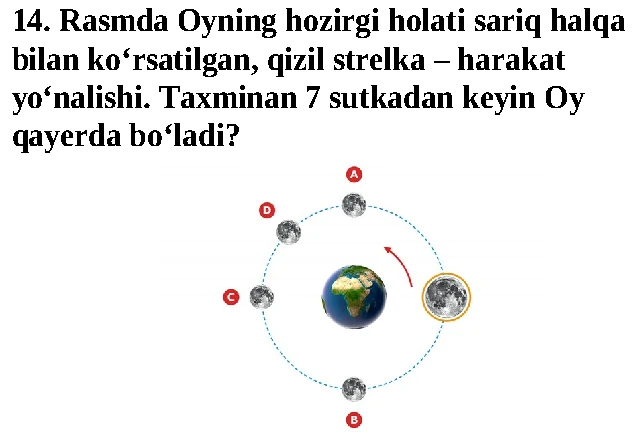 14. Rasmda Oyning hozirgi holati sariq halqa
bilan ko‘rsatilgan, qizil strelka – harakat
yo‘nalishi. Taxminan 7 sutkadan keyin Oy
qayerda bo‘ladi?
A
D
C
B